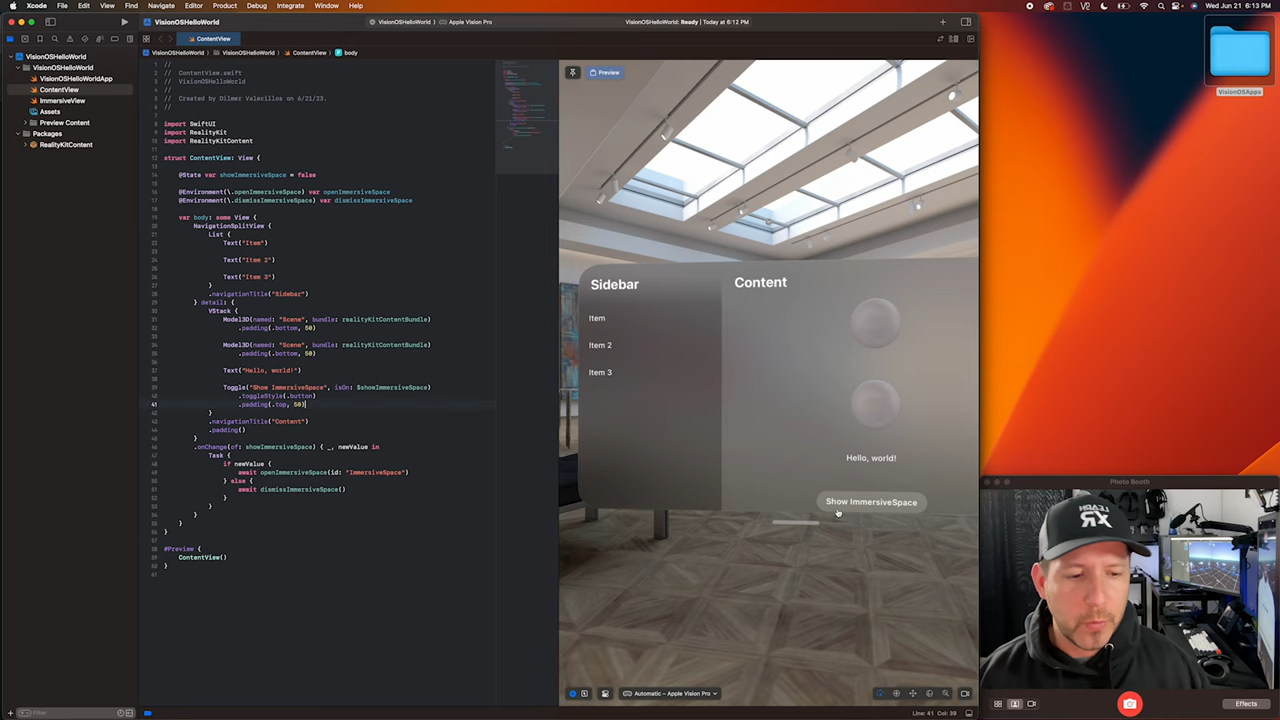 Xcode File Edit View Find Navigate Editor Product Debug Integrate Window Help
Wed Jun 21 6:13 PM
VisionOSHelloWorld
VisionOSHelloWorld
Apple Vision Pro
VisionOSHelloWorld: Ready | Today at 6:12 PM
ContentView
VisionOSHelloWorld
VisionOSHelloWorld
ContentView
body
VisionOSHelloWorld
VisionOSHelloWorld
VisionOSHelloWorldApp
ContentView
ImmersiveView
Assets
Preview Content
Packages
RealityKitContent
//
// ContentView.swift
// VisionOSHelloWorld
//
// Created by Dilmer Valecillos on 6/21/23.
//
import SwiftUI
import RealityKit
import RealityKitContent
struct ContentView: View {
@State var showImmersiveSpace = false
@Environment(\.openImmersiveSpace) var openImmersiveSpace
@Environment(\.dismissImmersiveSpace) var dismissImmersiveSpace
var body: some View {
NavigationSplitView {
List {
Text("Item")
Text("Item 2")
Text("Item 3")
}
.navigationTitle("Sidebar")
} detail: {
VStack {
Model3D(named: "Scene", bundle: realityKitContentBundle)
.padding(.bottom, 50)
Model3D(named: "Scene", bundle: realityKitContentBundle)
.padding(.bottom, 50)
Text("Hello, world!")
Toggle("Show ImmersiveSpace", isOn: $showImmersiveSpace)
.toggleStyle(.button)
.padding(.top, 50)
}
.navigationTitle("Content")
.padding()
}
.onChange(of: showImmersiveSpace) { _, newValue in
Task {
if newValue {
await openImmersiveSpace(id: "ImmersiveSpace")
} else {
await dismissImmersiveSpace()
}
}
}
}
}
#Preview {
ContentView()
}
Preview
Sidebar
Content
Item
Item 2
Item 3
Hello, world!
Show ImmersiveSpace
Automatic – Apple Vision Pro
Filter
Line: 41 Col: 39
VisionOSApps
Photo Booth
LEARN
XR
Effects